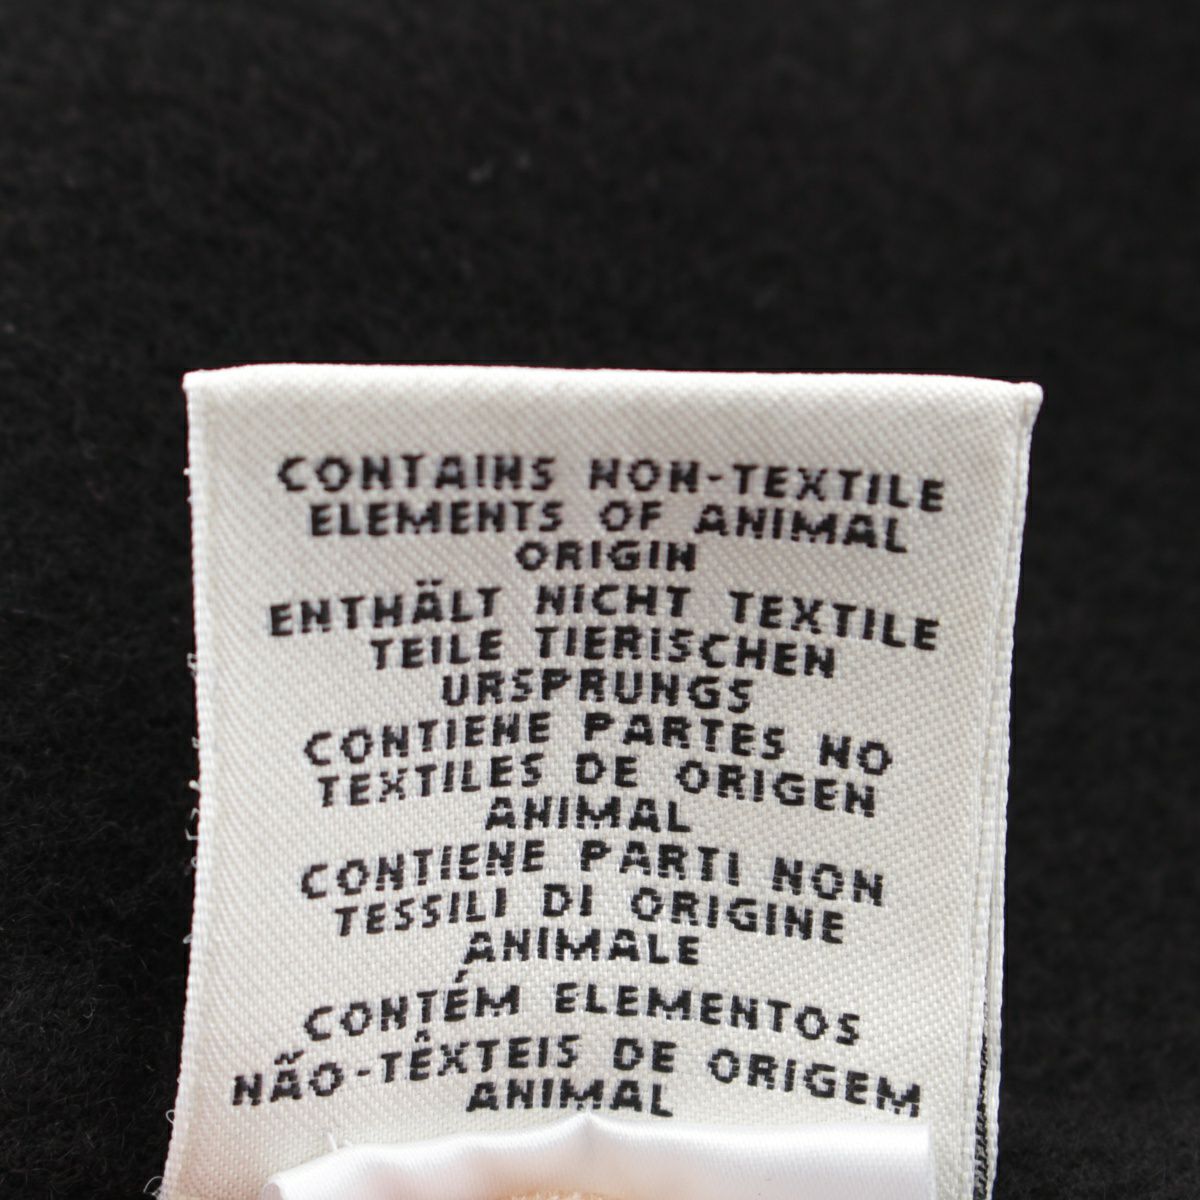 CONTAINS NON-TEXTILE
ELEMENTS OF ANIMAL
ORIGIN
ENTHÄLT NICHT TEXTILE
TEILE TIERISCHEN
URSPRUNGS
CONTIENE PARTES NO
TEXTILES DE ORIGEN
ANIMAL
CONTIENE PARTI NON
TESSILI DI ORIGINE
ANIMALE
CONTÉM ELEMENTOS
NÃO-TÊXTEIS DE ORIGEM
ANIMAL